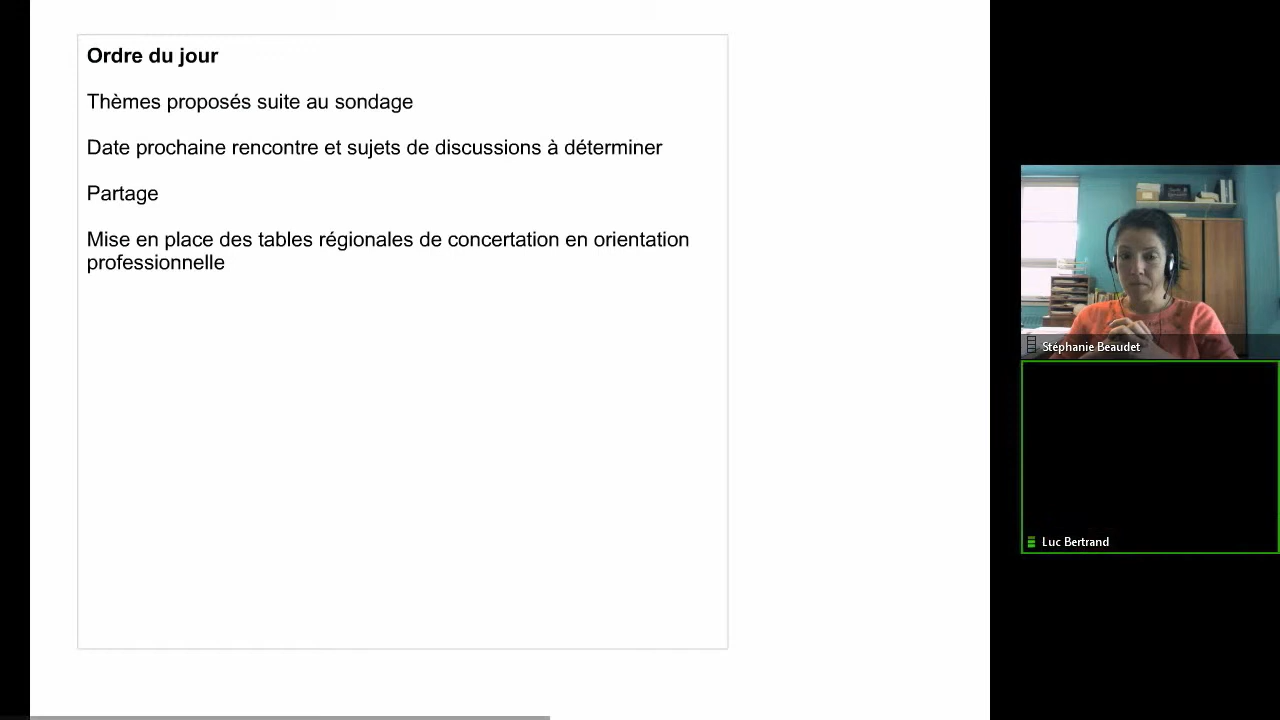 Ordre du jour
Thèmes proposés suite au sondage
Date prochaine rencontre et sujets de discussions à déterminer
Partage
Mise en place des tables régionales de concertation en orientation
professionnelle
Stéphanie Beaudet
Luc Bertrand